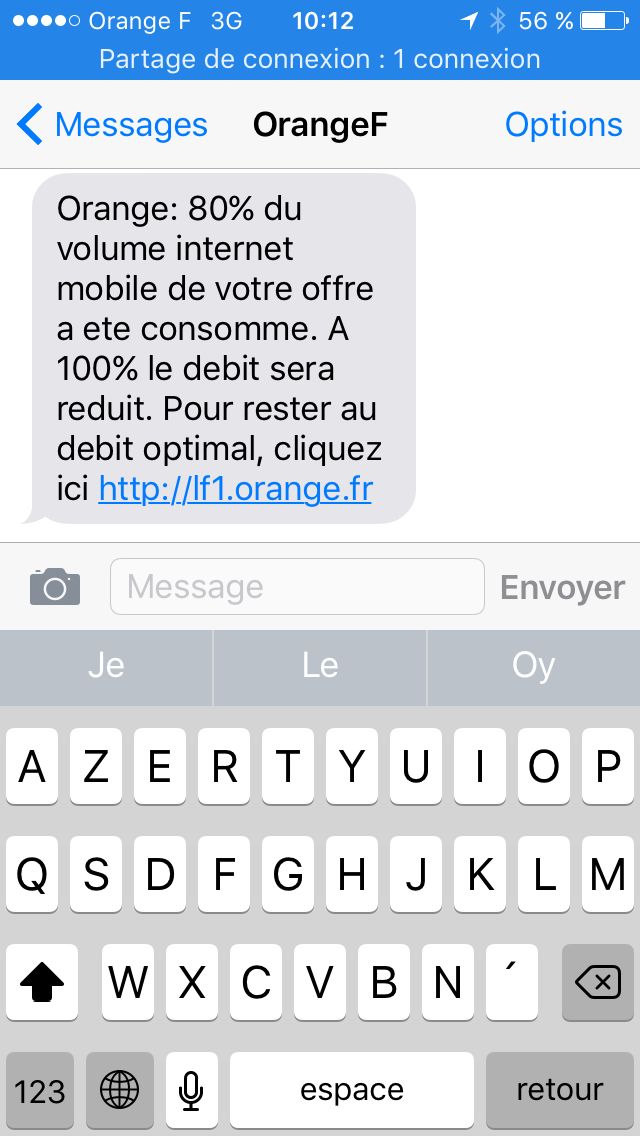 Orange F 3G 10:12 56 %
Partage de connexion : 1 connexion
Messages OrangeF Options
Orange: 80% du
volume internet
mobile de votre offre
a ete consomme. A
100% le debit sera
reduit. Pour rester au
debit optimal, cliquez
ici http://lf1.orange.fr
Message Envoyer
Je Le Oy
A Z E R T Y U I O P
Q S D F G H J K L M
W X C V B N ´
123 espace retour